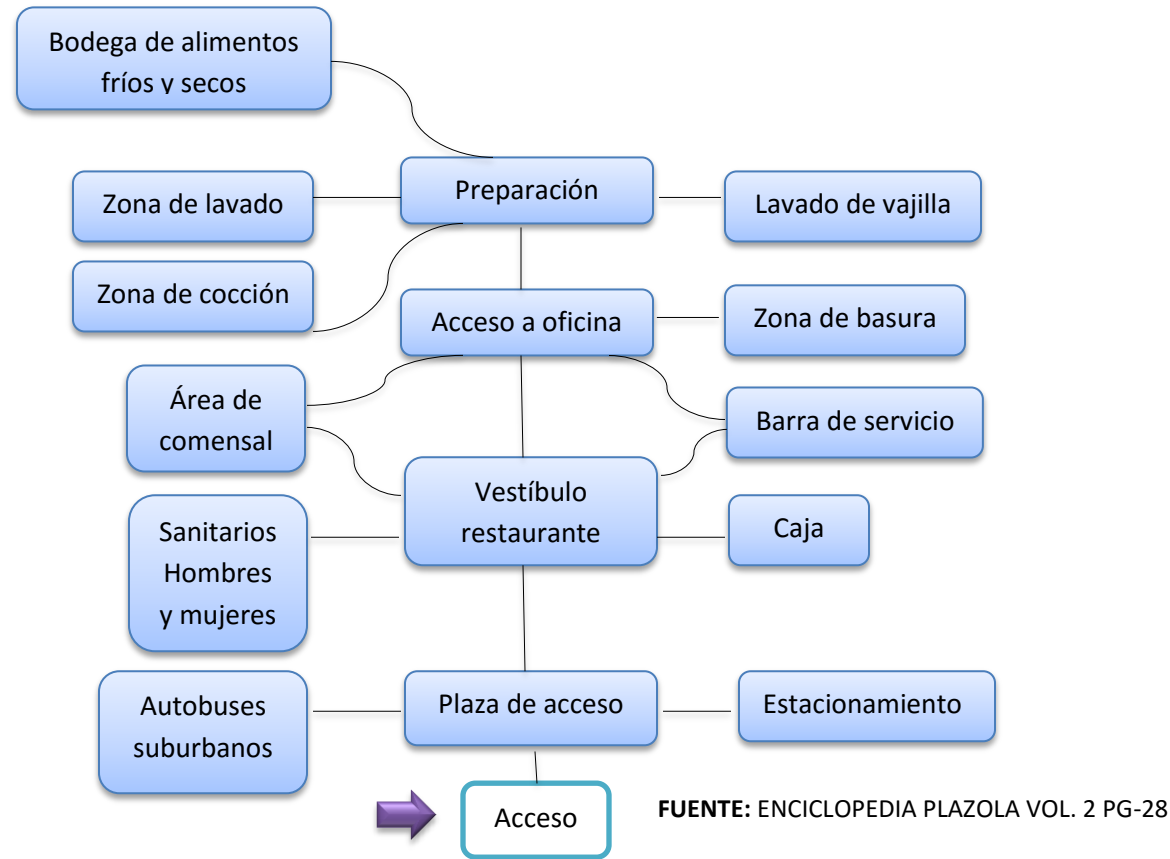 Bodega de alimentos
fríos y secos
Preparación
Zona de lavado
Lavado de vajilla
Zona de cocción
Acceso a oficina
Zona de basura
Área de
comensal
Barra de servicio
Vestíbulo
restaurante
Sanitarios
Hombres
y mujeres
Caja
Autobuses
suburbanos
Plaza de acceso
Estacionamiento
Acceso
FUENTE: ENCICLOPEDIA PLAZOLA VOL. 2 PG-28